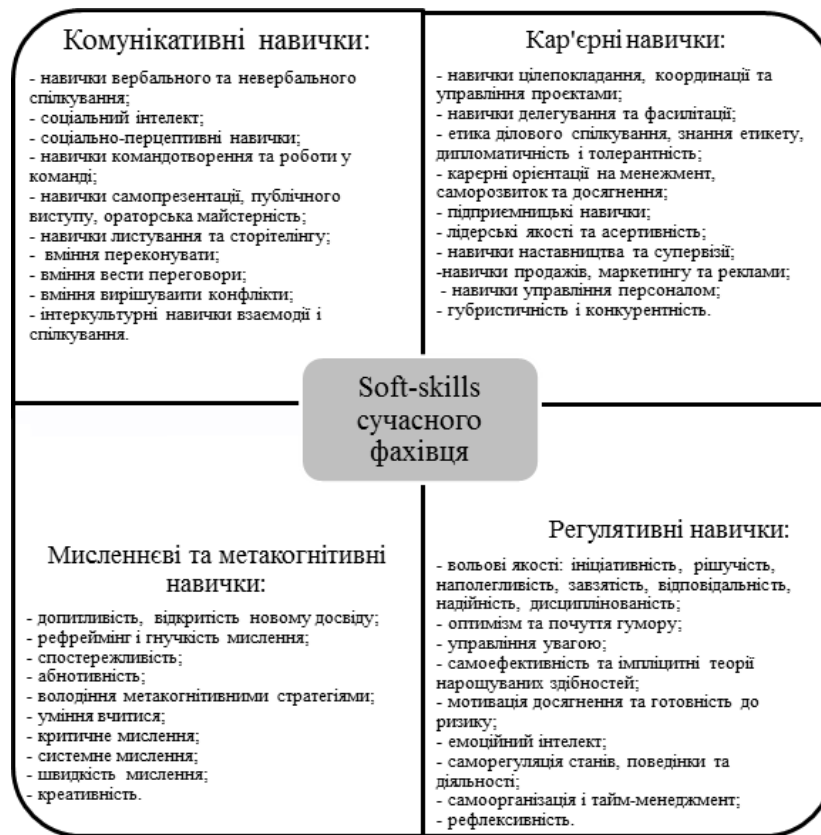 Комунікативні навички:
- навички вербального та невербального
спілкування;
- соціальний інтелект;
- соціально-перцептивні навички;
- навички командотворення та роботи у
команді;
- навички самопрезентації, публічного
виступу, ораторська майстерність;
- навички листування та сторітелінгу;
- вміння переконувати;
- вміння вести переговори;
- вміння вирішуваити конфлікти;
- інтеркультурні навички взаємодії і
спілкування.
Кар'єрні навички:
- навички цілепокладання, координації та
управління проєктами;
- навички делегування та фасилітації;
- етика ділового спілкування, знання етикету,
дипломатичність і толерантність;
- карєрні орієнтації на менежмент,
саморозвиток та досягнення;
- підприємницькі навички;
- лідерські якості та асертивність;
- навички наставництва та супервізії;
-навички продажів, маркетингу та реклами;
- навички управління персоналом;
- губристичність і конкурентність.
Soft-skills
сучасного
фахівця
Мисленнєві та метакогнітивні
навички:
- допитливість, відкритість новому досвіду;
- рефреймінг і гнучкість мислення;
- спостережливість;
- абнотивність;
- володіння метакогнітивними стратегіями;
- уміння вчитися;
- критичне мислення;
- системне мислення;
- швидкість мислення;
- креативність.
Регулятивні навички:
- вольові якості: ініціативність, рішучість,
наполегливість, завзятість, відповідальність,
надійність, дисциплінованість;
- оптимізм та почуття гумору;
- управління увагою;
- самоефективність та імпліцитні теорії
нарощуваних здібностей;
- мотивація досягнення та готовність до
ризику;
- емоційний інтелект;
- саморегуляція станів, поведінки та
діяльності;
- самоорганізація і тайм-менеджмент;
- рефлексивність.